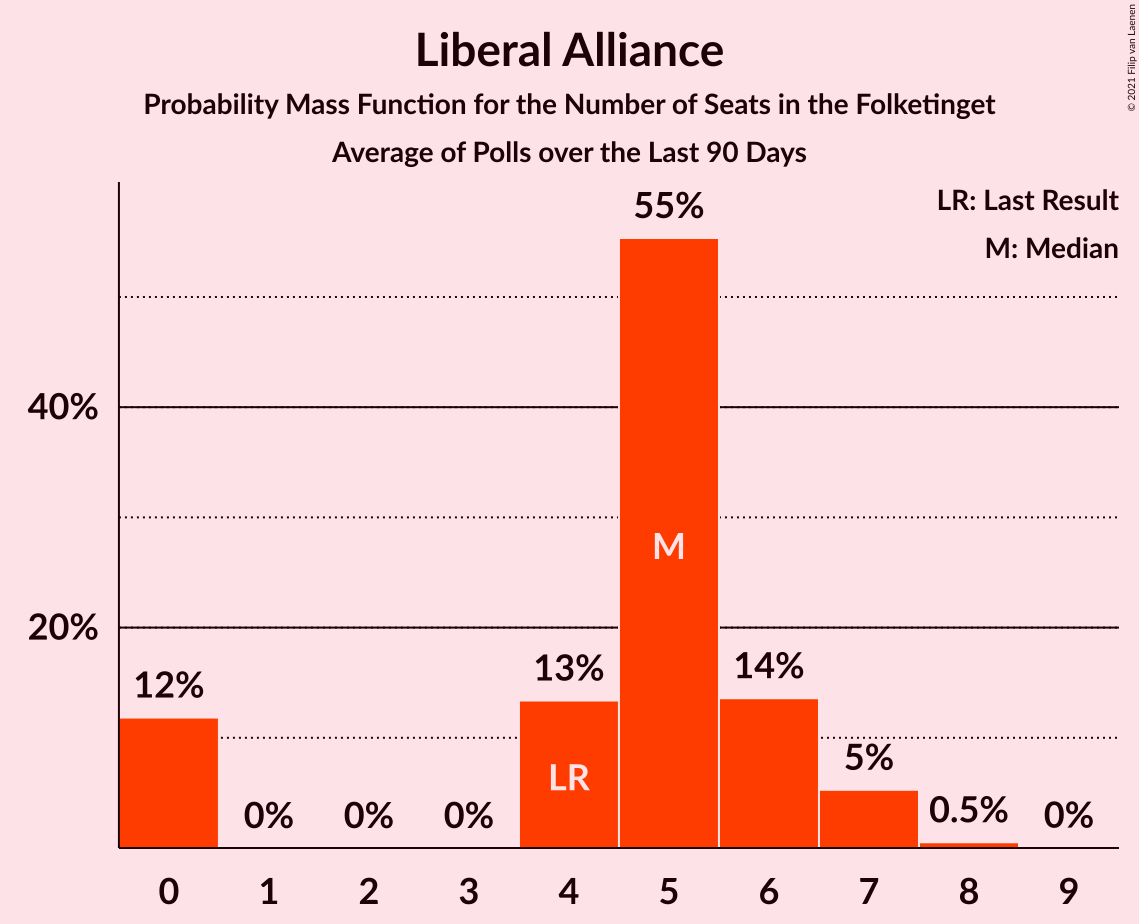 Liberal Alliance
Probability Mass Function for the Number of Seats in the Folketinget
Average of Polls over the Last 90 Days
© 2021 Filip van Laenen
LR: Last Result
M: Median
55%
40%
M
20%
12%
0%
0%
0%
13%
LR
14%
5%
0.5%
0%
0 1 2 3 4 5 6 7 8 9